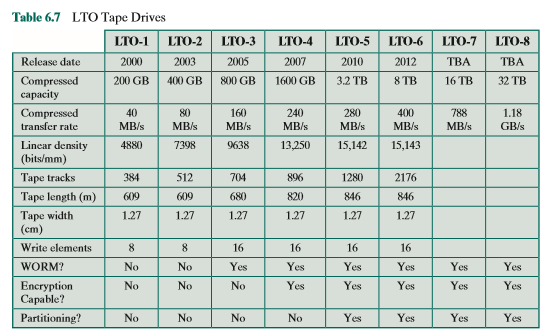 Table 6.7 LTO Tape Drives
LTO-1 LTO-2 LTO-3 LTO-4 LTO-5 LTO-6 LTO-7 LTO-8
Release date 2000 2003 2005 2007 2010 2012 TBA TBA
Compressed 200 GB 400 GB 800 GB 1600 GB 3.2 TB 8 TB 16 TB 32 TB
capacity
Compressed 40 80 160 240 280 400 788 1.18
transfer rate MB/s MB/s MB/s MB/s MB/s MB/s MB/s GB/s
Linear density 4880 7398 9638 13,250 15,142 15,143
(bits/mm)
Tape tracks 384 512 704 896 1280 2176
Tape length (m) 609 609 680 820 846 846
Tape width 1.27 1.27 1.27 1.27 1.27 1.27
(cm)
Write elements 8 8 16 16 16 16
WORM? No No Yes Yes Yes Yes Yes Yes
Encryption No No No Yes Yes Yes Yes Yes
Capable?
Partitioning? No No No No Yes Yes Yes Yes